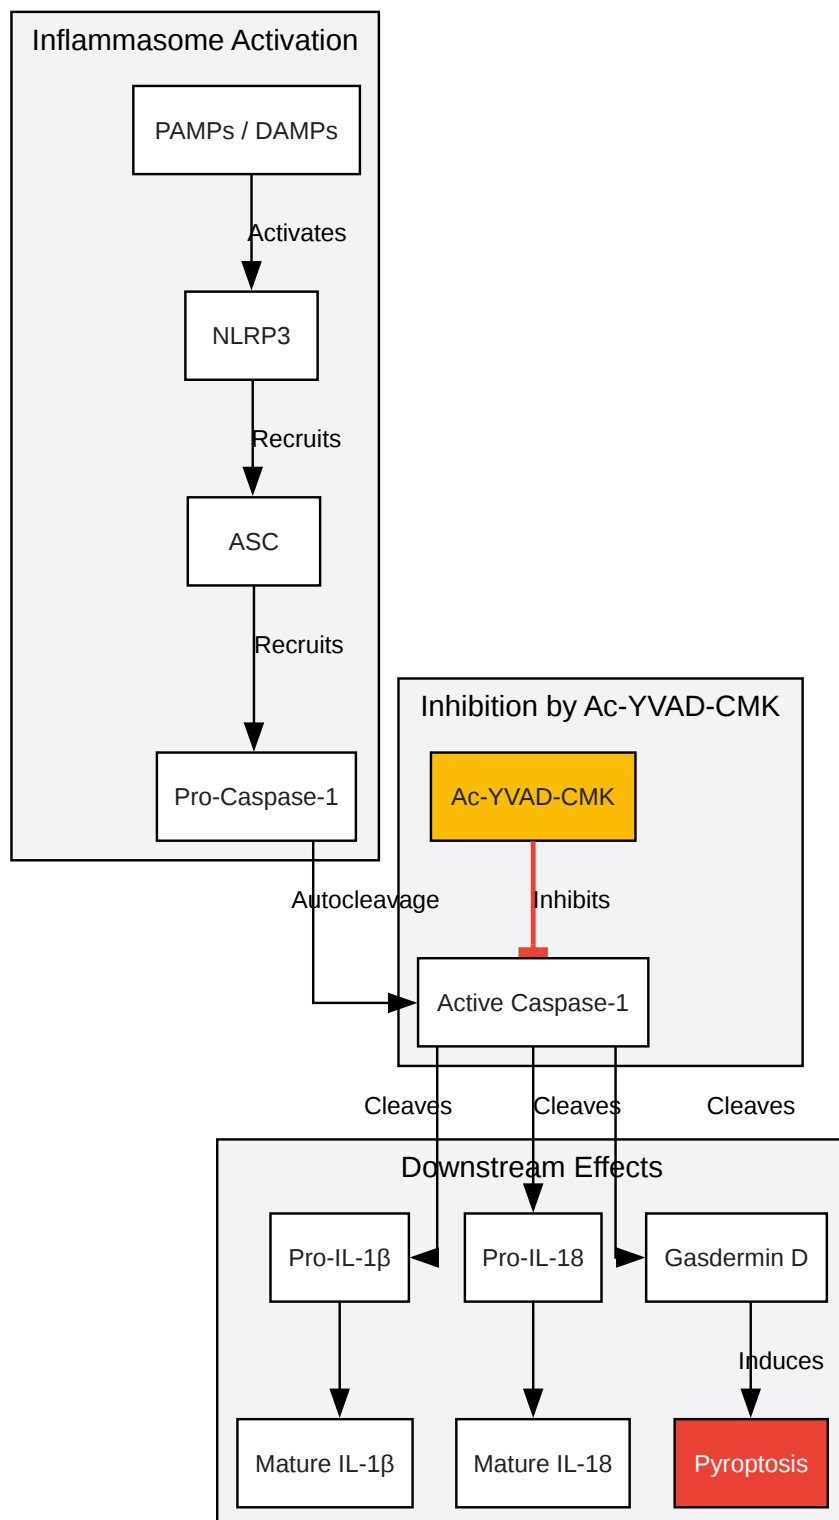 Inflammasome Activation
PAMPs / DAMPs
Activates
NLRP3
Recruits
ASC
Recruits
Pro-Caspase-1
Inhibition by Ac-YVAD-CMK
Ac-YVAD-CMK
Autocleavage
Inhibits
Active Caspase-1
Cleaves
Cleaves
Cleaves
Downstream Effects
Pro-IL-1β
Pro-IL-18
Gasdermin D
Induces
Mature IL-1β
Mature IL-18
Pyroptosis